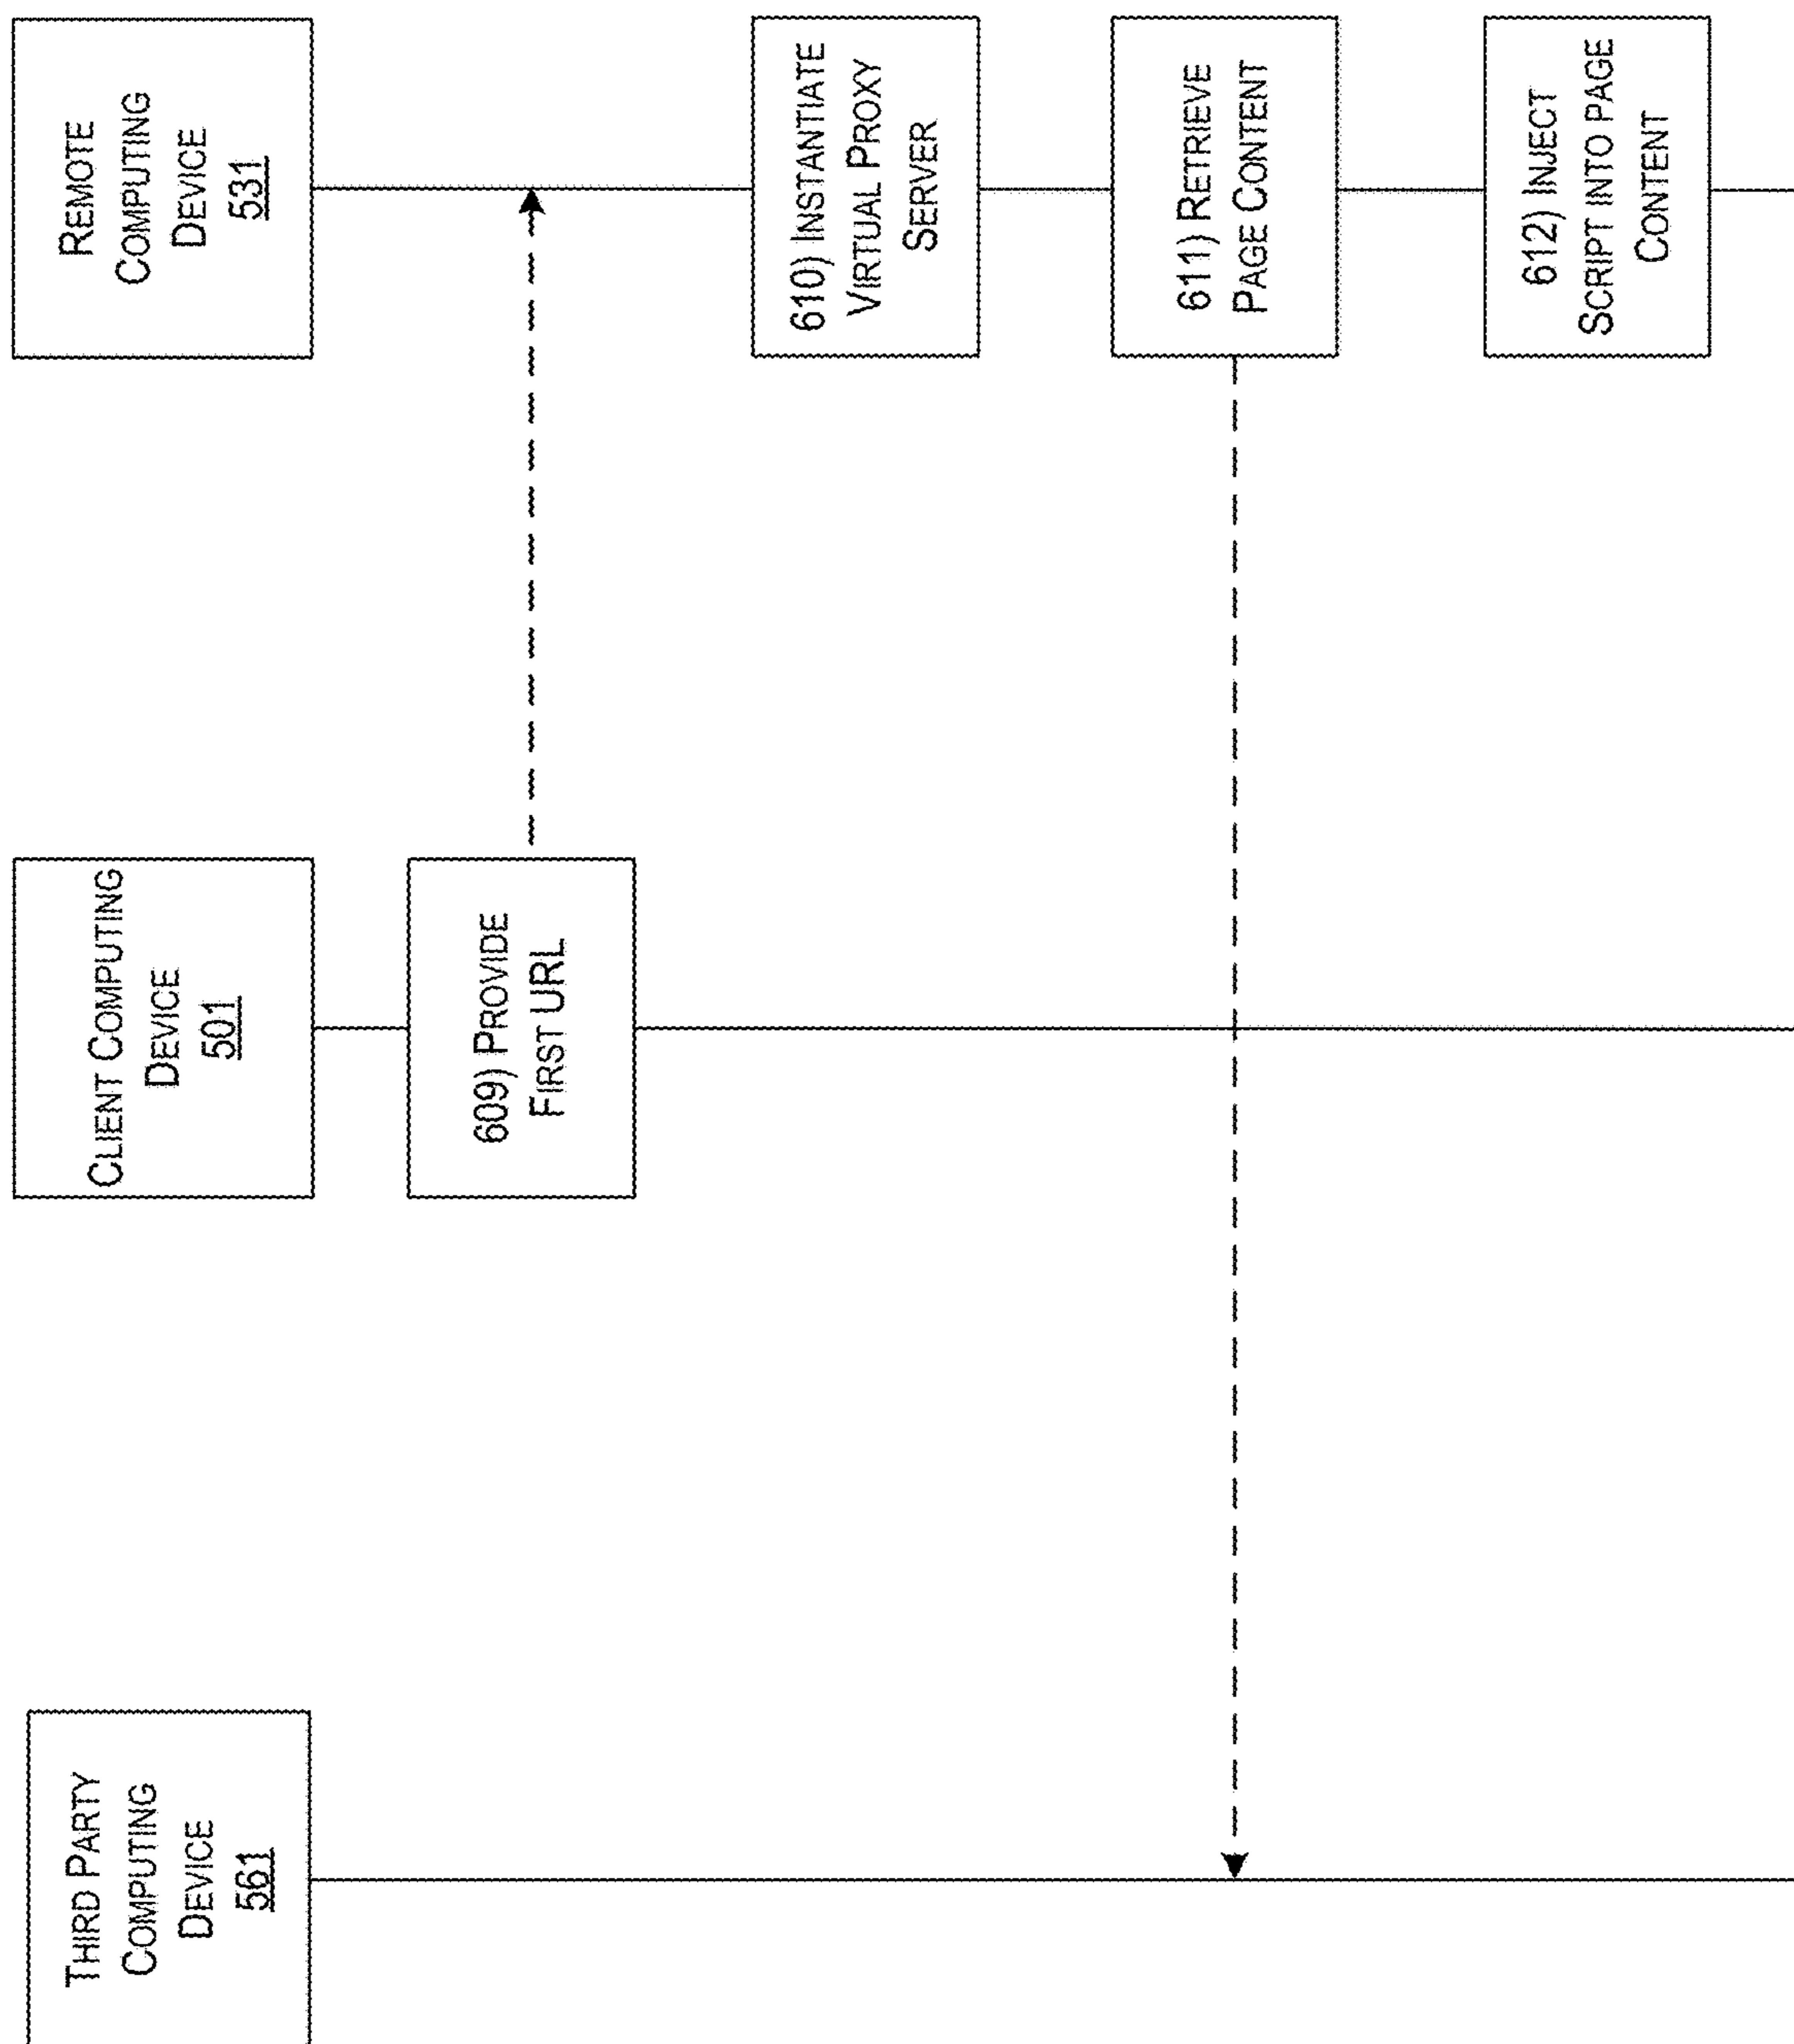 THIRD PARTY
COMPUTING
DEVICE
561
CLIENT COMPUTING
DEVICE
501
REMOTE
COMPUTING
DEVICE
531
609) PROVIDE
FIRST URL
610) INSTANTIATE
VIRTUAL PROXY
SERVER
611) RETRIEVE
PAGE CONTENT
612) INJECT
SCRIPT INTO PAGE
CONTENT